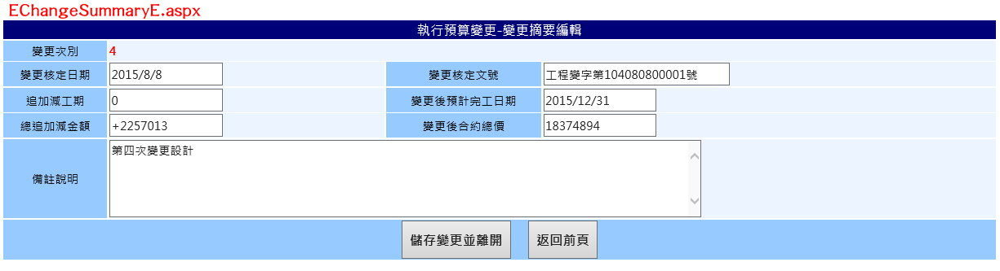 EChangeSummaryE.aspx
執行預算變更-變更摘要編輯
變更次別 4
變更核定日期 2015/8/8 變更核定文號 工程變字第104080800001號
追加減工期 0 變更後預計完工日期 2015/12/31
總追加減金額 +2257013 變更後合約總價 18374894
備註說明 第四次變更設計
儲存變更並離開 返回前頁